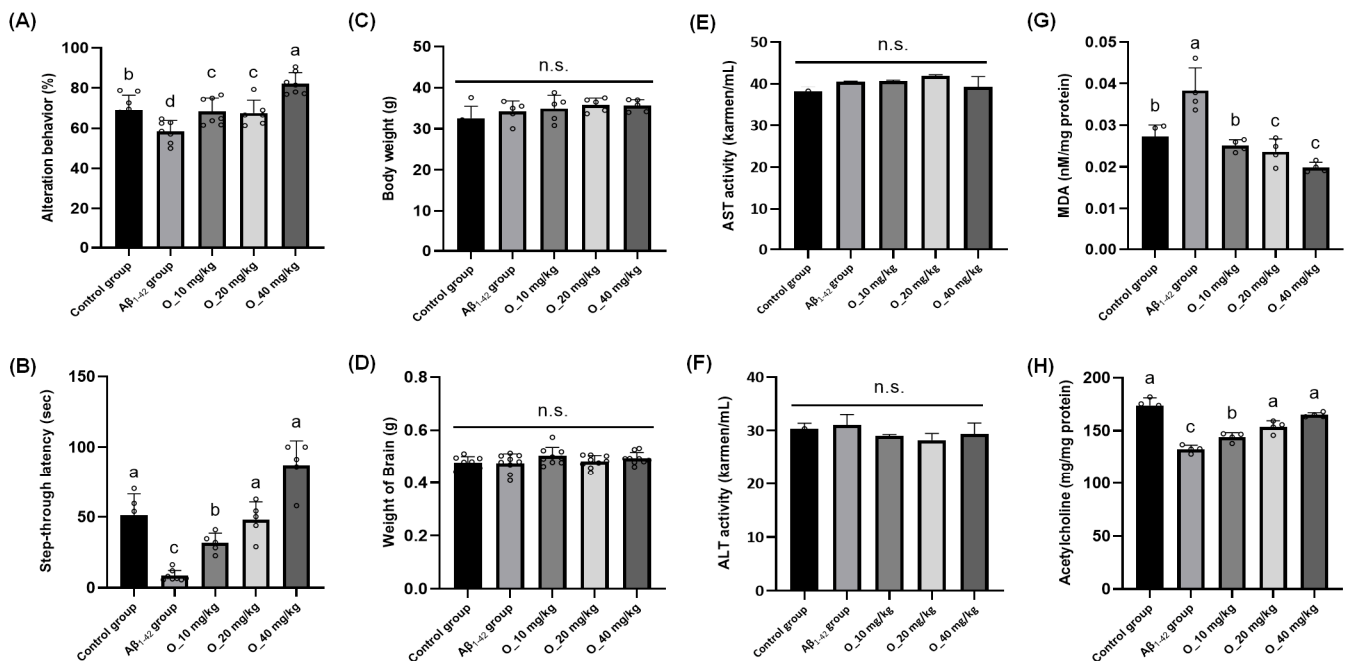 (A)
Alteration behavior (%)
100
80
60
40
20
0
b
d
c
c
a
Control group
Aβ₁₋₄₂ group
O_10 mg/kg
O_20 mg/kg
O_40 mg/kg
(B)
Step-through latency (sec)
150
100
50
0
a
c
b
a
a
Control group
Aβ₁₋₄₂ group
O_10 mg/kg
O_20 mg/kg
O_40 mg/kg
(C)
Body weight (g)
50
40
30
20
10
0
n.s.
Control group
Aβ₁₋₄₂ group
O_10 mg/kg
O_20 mg/kg
O_40 mg/kg
(D)
Weight of Brain (g)
0.8
0.6
0.4
0.2
0.0
n.s.
Control group
Aβ₁₋₄₂ group
O_10 mg/kg
O_20 mg/kg
O_40 mg/kg
(E)
AST activity (karmen/mL)
50
40
30
20
10
0
n.s.
Control group
Aβ₁₋₄₂ group
O_10 mg/kg
O_20 mg/kg
O_40 mg/kg
(F)
ALT activity (karmen/mL)
40
30
20
10
0
n.s.
Control group
Aβ₁₋₄₂ group
O_10 mg/kg
O_20 mg/kg
O_40 mg/kg
(G)
MDA (nM/mg protein)
0.05
0.04
0.03
0.02
0.01
0.00
b
a
b
c
c
Control group
Aβ₁₋₄₂ group
O_10 mg/kg
O_20 mg/kg
O_40 mg/kg
(H)
Acetylcholine (mg/mg protein)
200
150
100
50
0
a
c
b
a
a
Control group
Aβ₁₋₄₂ group
O_10 mg/kg
O_20 mg/kg
O_40 mg/kg